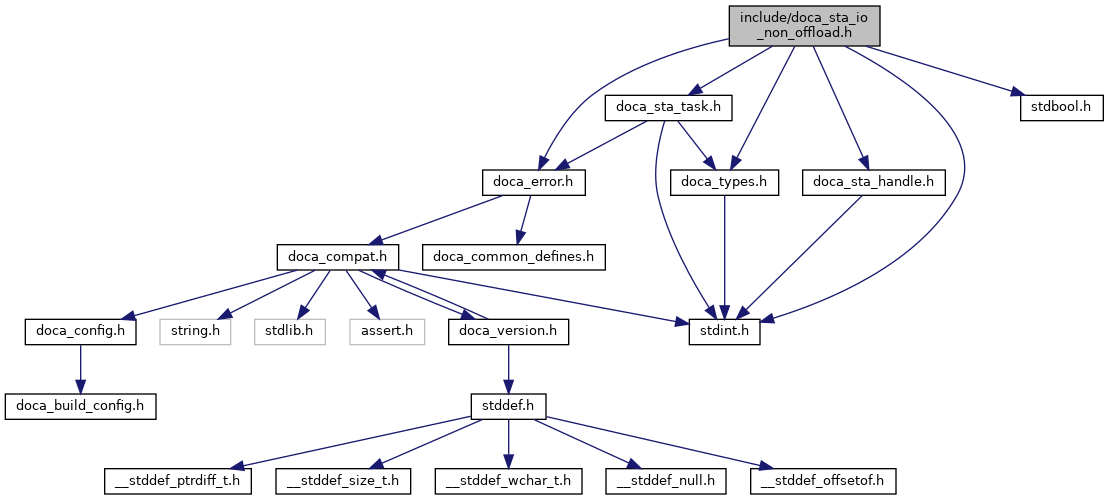 include/doca_sta_io
_non_offload.h
doca_sta_task.h
stdbool.h
doca_error.h
doca_types.h
doca_sta_handle.h
doca_compat.h
doca_common_defines.h
doca_config.h
string.h
stdlib.h
assert.h
doca_version.h
stdint.h
doca_build_config.h
stddef.h
__stddef_ptrdiff_t.h
__stddef_size_t.h
__stddef_wchar_t.h
__stddef_null.h
__stddef_offsetof.h